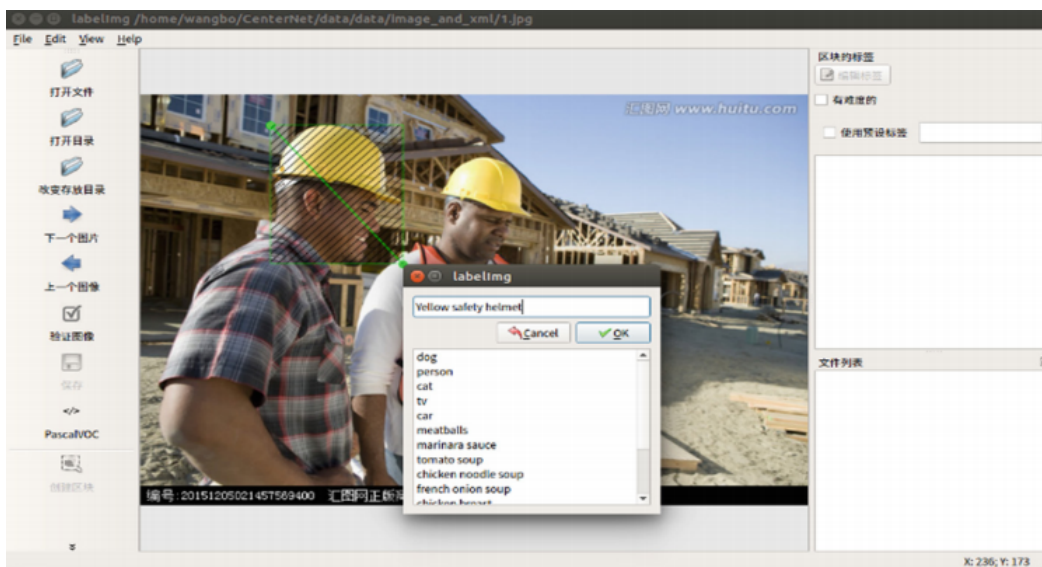 labelImg /home/wangbo/CenterNet/data/data/image_and_xml/1.jpg
File Edit View Help
打开文件
打开目录
改变存放目录
下一个图片
上一个图像
验证图像
保存
</>
PascalVOC
创建区块
汇图网 www.huitu.com
编号:20151205021457569400 汇图网正版
labelImg
Yellow safety helmet
Cancel OK
dog
person
cat
tv
car
meatballs
marinara sauce
tomato soup
chicken noodle soup
french onion soup
chicken breast
区块的标签
编辑标签
有难度的
使用预设标签
文件列表
X: 236; Y: 173